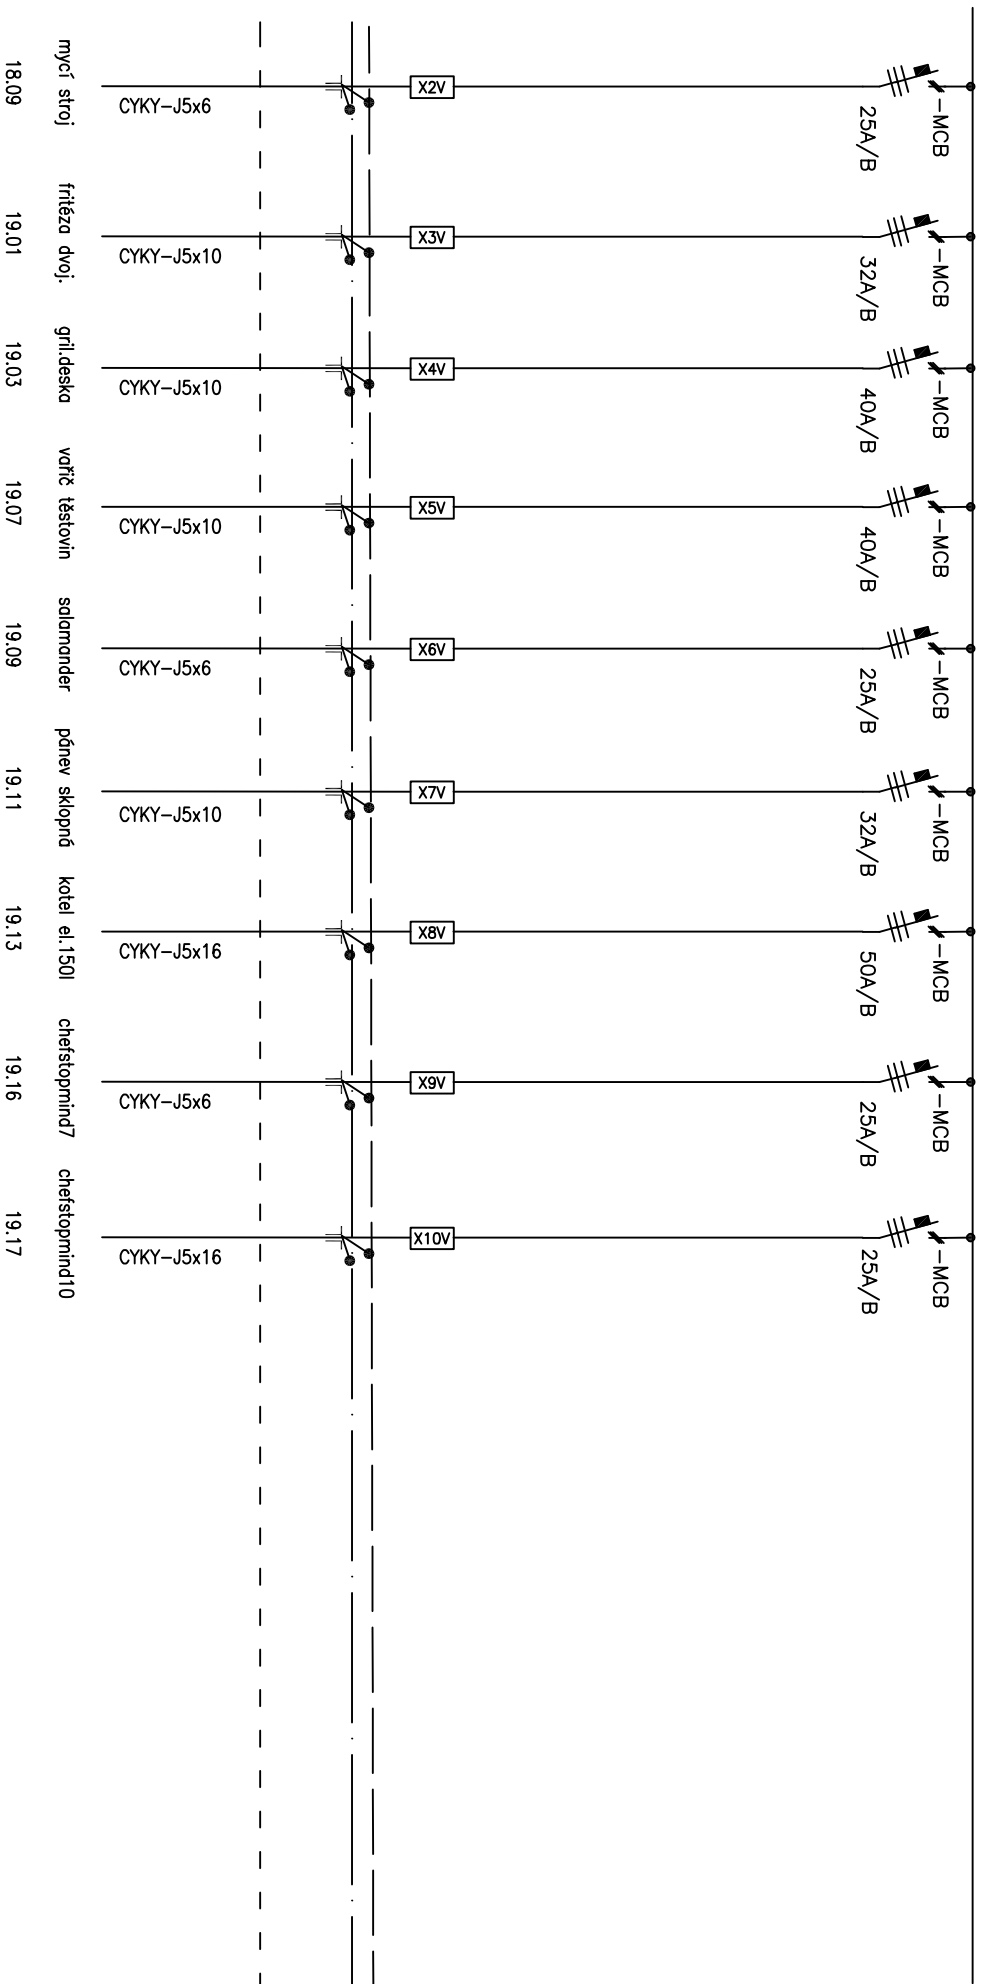 -MCB
25A/B
X2V
CYKY-J5x6
mycí stroj
18.09
-MCB
32A/B
X3V
CYKY-J5x10
fritéza dvoj.
19.01
-MCB
40A/B
X4V
CYKY-J5x10
gril.deska
19.03
-MCB
40A/B
X5V
CYKY-J5x10
vařič těstovin
19.07
-MCB
25A/B
X6V
CYKY-J5x6
salamander
19.09
-MCB
32A/B
X7V
CYKY-J5x10
pánev sklopná
19.11
-MCB
50A/B
X8V
CYKY-J5x16
kotel el.150l
19.13
-MCB
25A/B
X9V
CYKY-J5x6
chefstopmind7
19.16
-MCB
25A/B
X10V
CYKY-J5x16
chefstopmind10
19.17